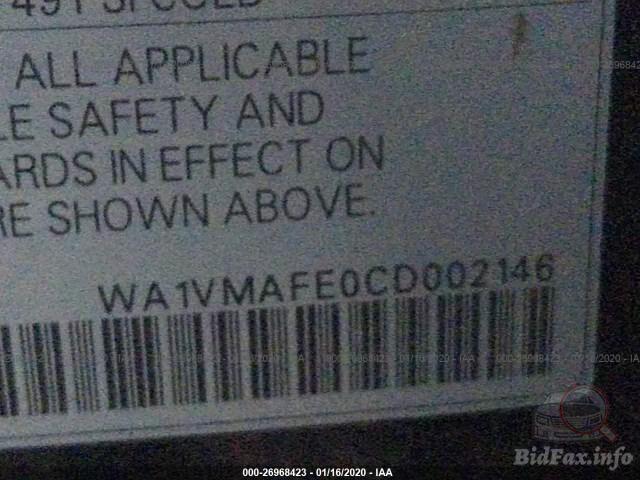 ALL APPLICABLE
LE SAFETY AND
ARDS IN EFFECT ON
RE SHOWN ABOVE.
WA1VMAFE0CD002146
000-26968423 - 01/16/2020 - IAA
BidFax.info